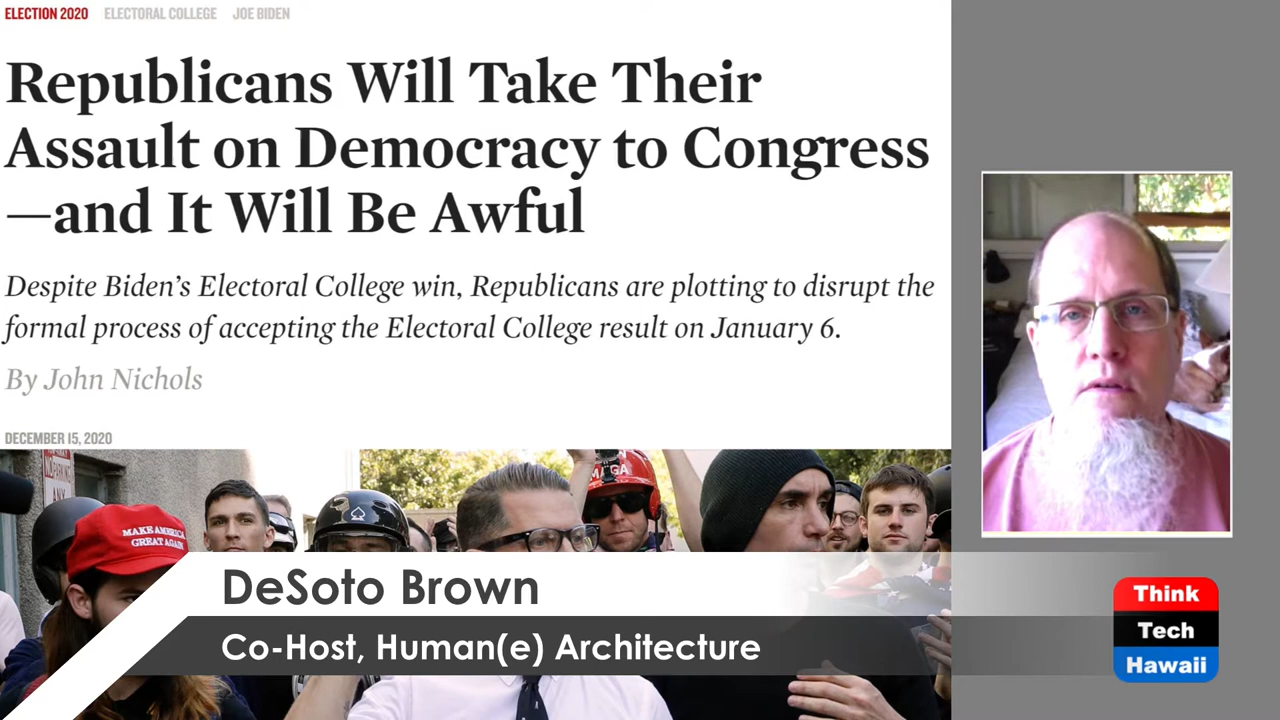 ELECTION 2020 ELECTORAL COLLEGE JOE BIDEN
Republicans Will Take Their
Assault on Democracy to Congress
—and It Will Be Awful
Despite Biden's Electoral College win, Republicans are plotting to disrupt the
formal process of accepting the Electoral College result on January 6.
By John Nichols
DECEMBER 15, 2020
PARKING
ANY
MAGA
MAKE AMERICA
GREAT AGAIN
DeSoto Brown
Co-Host, Human(e) Architecture
Think
Tech
Hawaii